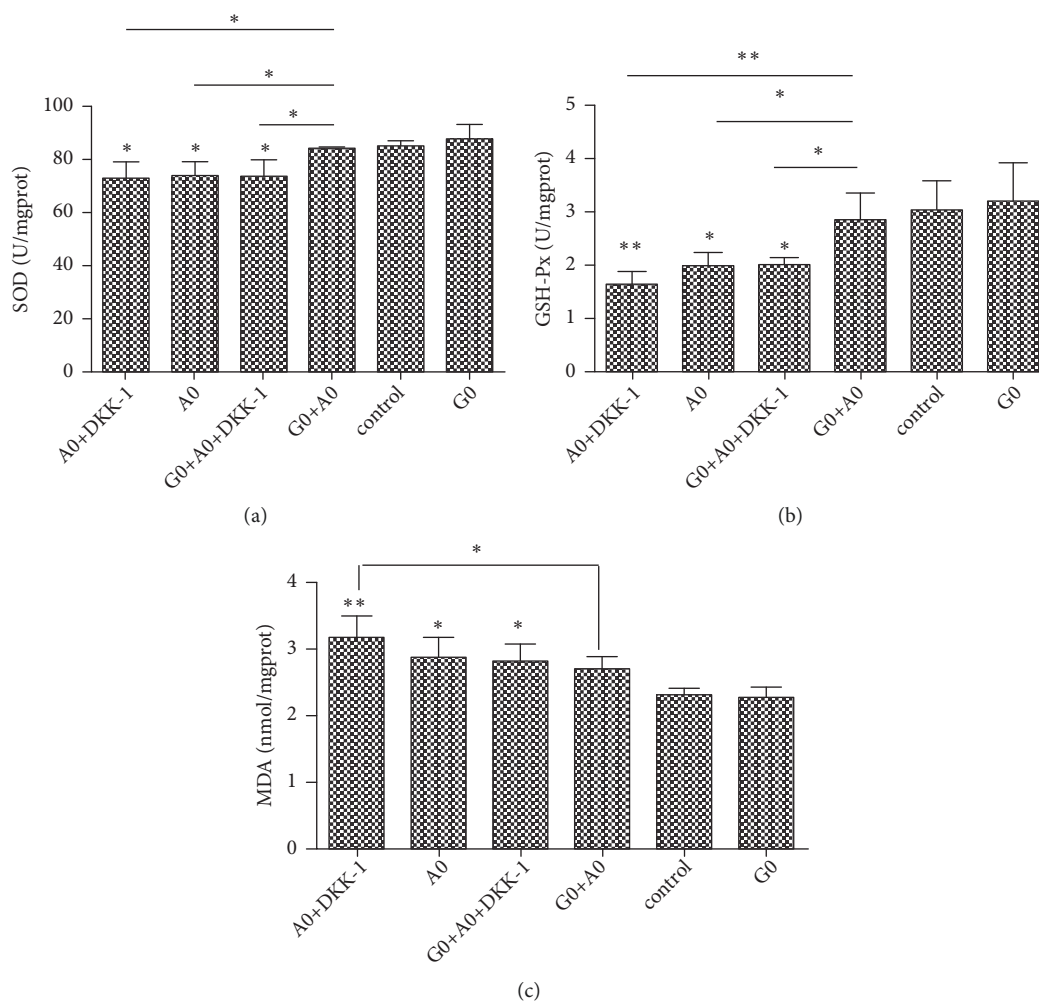 *
*
*
100
80
60
40
20
0
SOD (U/mgprot)
*
*
*
A0+DKK-1
A0
G0+A0+DKK-1
G0+A0
control
G0
(a)
**
*
*
5
4
3
2
1
0
GSH-Px (U/mgprot)
**
*
*
A0+DKK-1
A0
G0+A0+DKK-1
G0+A0
control
G0
(b)
*
4
3
2
1
0
MDA (nmol/mgprot)
**
*
*
A0+DKK-1
A0
G0+A0+DKK-1
G0+A0
control
G0
(c)